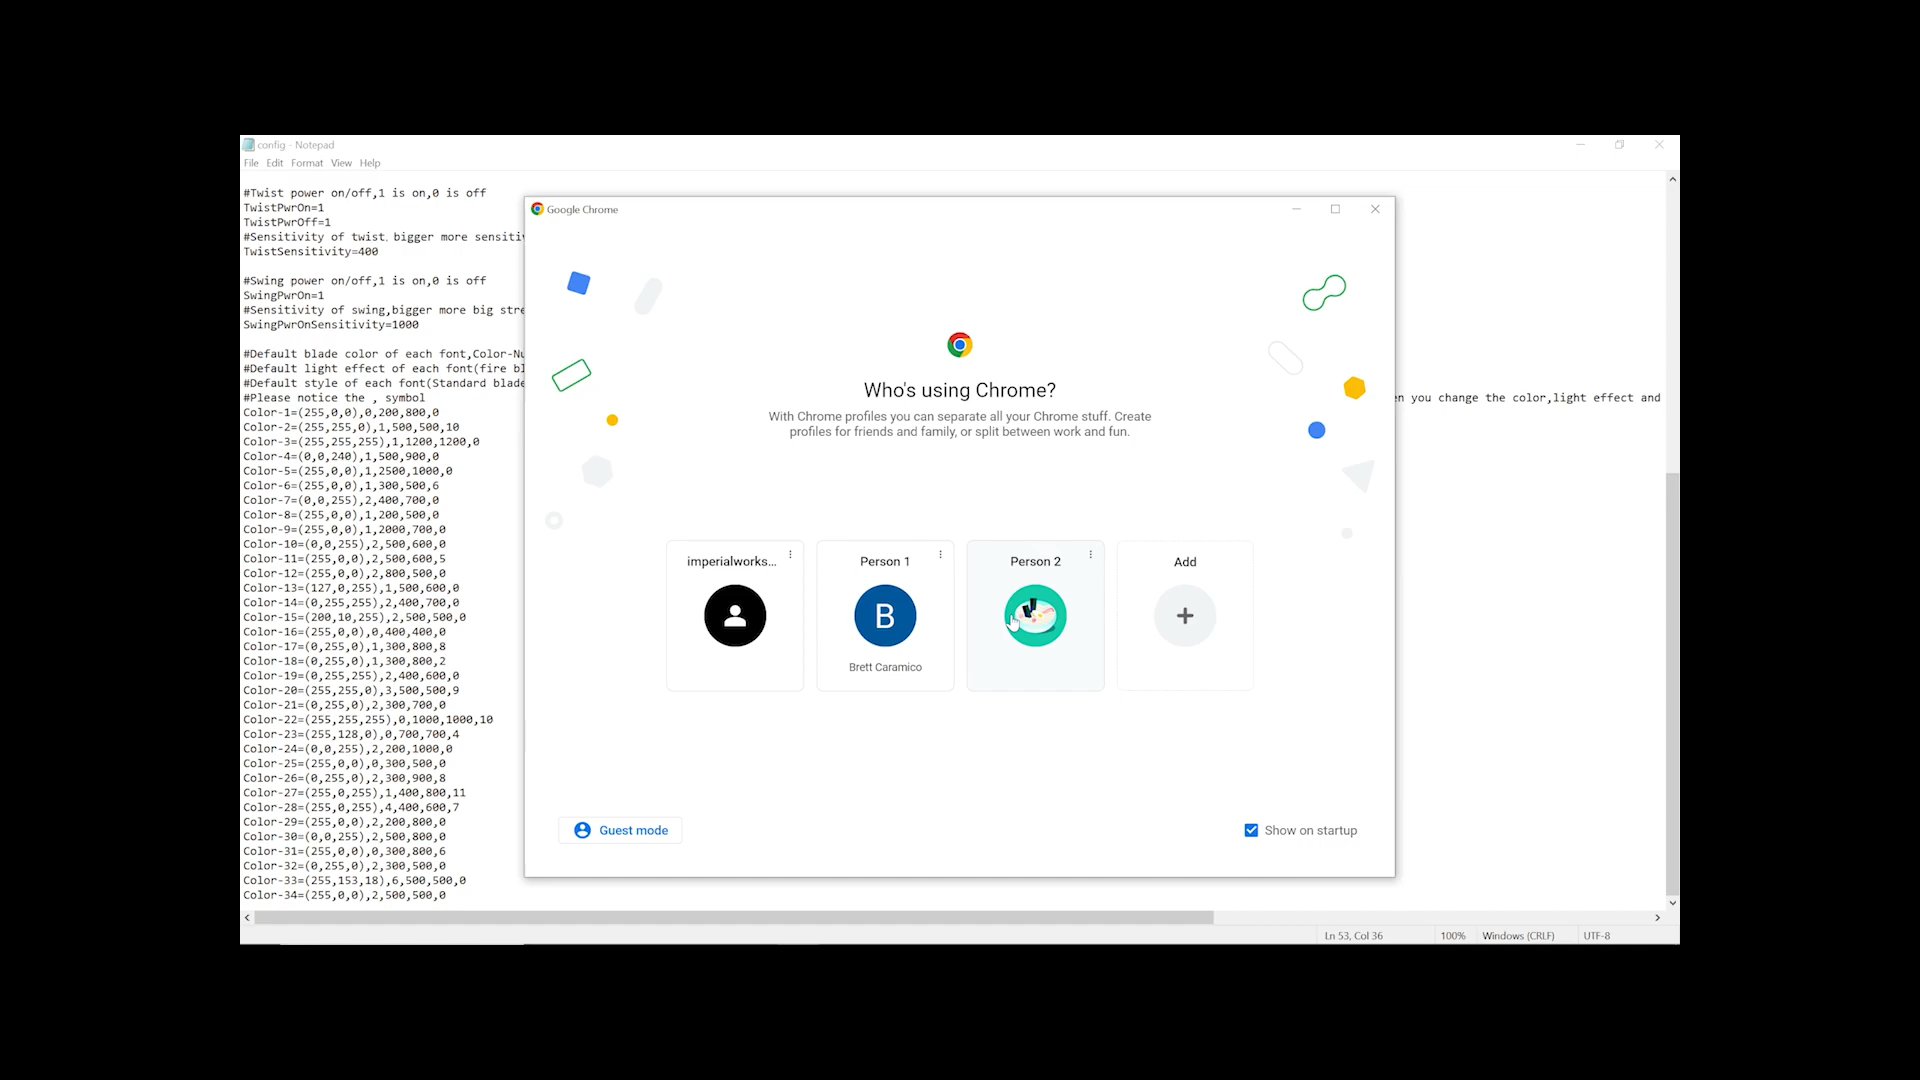 config - Notepad
File Edit Format View Help
#Twist power on/off,1 is on,0 is off
TwistPwrOn=1
TwistPwrOff=1
#Sensitivity of twist, bigger more sensitiv
TwistSensitivity=400
#Swing power on/off,1 is on,0 is off
SwingPwrOn=1
#Sensitivity of swing,bigger more big stre
SwingPwrOnSensitivity=1000
#Default blade color of each font,Color-Nu
#Default light effect of each font(fire bl
#Default style of each font(Standard blade
#Please notice the , symbol
n you change the color,light effect and
Color-1=(255,0,0),0,200,800,0
Color-2=(255,255,0),1,500,500,10
Color-3=(255,255,255),1,1200,1200,0
Color-4=(0,0,240),1,500,900,0
Color-5=(255,0,0),1,2500,1000,0
Color-6=(255,0,0),1,300,500,6
Color-7=(0,0,255),2,400,700,0
Color-8=(255,0,0),1,200,500,0
Color-9=(255,0,0),1,2000,700,0
Color-10=(0,0,255),2,500,600,0
Color-11=(255,0,0),2,500,600,5
Color-12=(255,0,0),2,800,500,0
Color-13=(127,0,255),1,500,600,0
Color-14=(0,255,255),2,400,700,0
Color-15=(200,10,255),2,500,500,0
Color-16=(255,0,0),0,400,400,0
Color-17=(0,255,0),1,300,800,8
Color-18=(0,255,0),1,300,800,2
Color-19=(0,255,255),2,400,600,0
Color-20=(255,255,0),3,500,500,9
Color-21=(0,255,0),2,300,700,0
Color-22=(255,255,255),0,1000,1000,10
Color-23=(255,128,0),0,700,700,4
Color-24=(0,0,255),2,200,1000,0
Color-25=(255,0,0),0,300,500,0
Color-26=(0,255,0),2,300,900,8
Color-27=(255,0,255),1,400,800,11
Color-28=(255,0,255),4,400,600,7
Color-29=(255,0,0),2,200,800,0
Color-30=(0,0,255),2,500,800,0
Color-31=(255,0,0),0,300,800,6
Color-32=(0,255,0),2,300,500,0
Color-33=(255,153,18),6,500,500,0
Color-34=(255,0,0),2,500,500,0
Google Chrome
Who's using Chrome?
With Chrome profiles you can separate all your Chrome stuff. Create
profiles for friends and family, or split between work and fun.
imperialworks...
Person 1
B
Brett Caramico
Person 2
Add
Guest mode
Show on startup
Ln 53, Col 36
100%
Windows (CRLF)
UTF-8